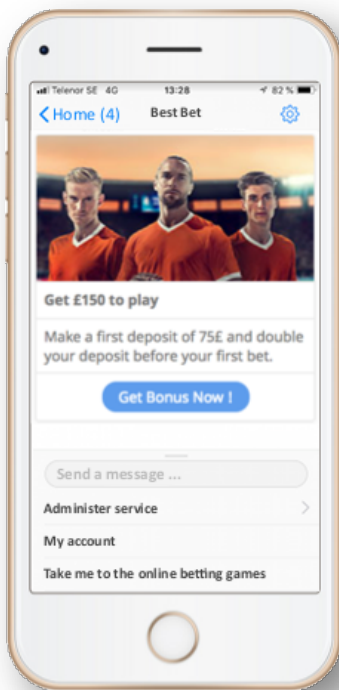 Telenor SE 4G 13:28 82 %
Home (4) Best Bet
Get £150 to play
Make a first deposit of 75£ and double
your deposit before your first bet.
Get Bonus Now !
Send a message ...
Administer service
My account
Take me to the online betting games